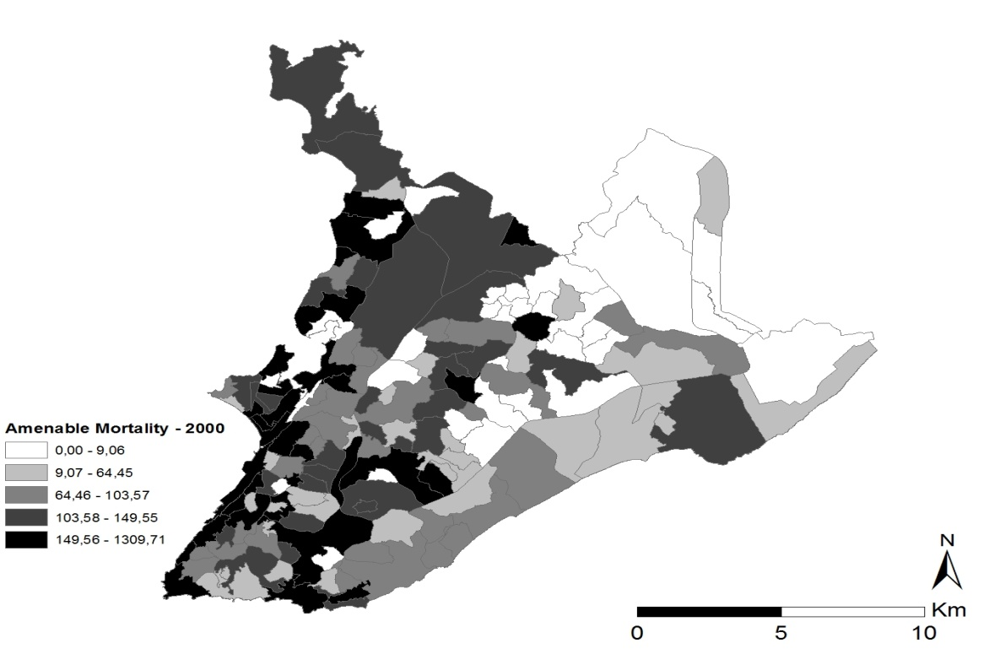 Amenable Mortality - 2000
0,00 - 9,06
9,07 - 64,45
64,46 - 103,57
103,58 - 149,55
149,56 - 1309,71
N
Km
0 5 10